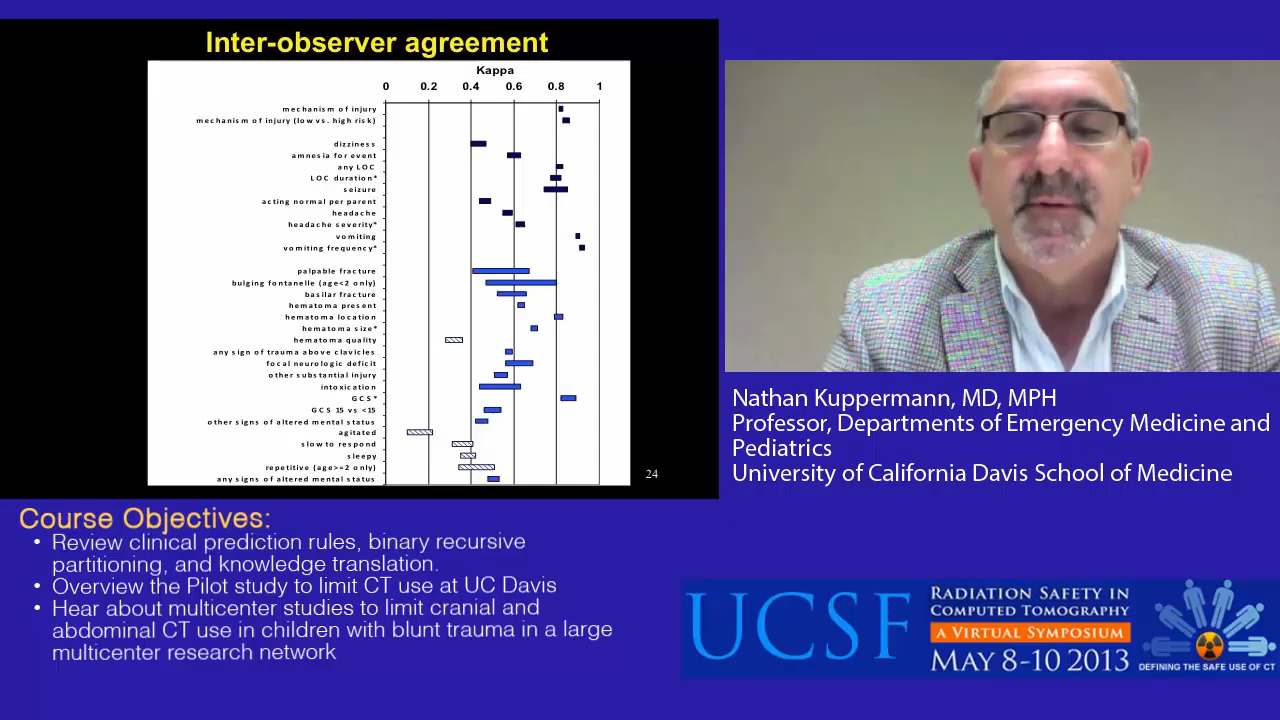 Inter-observer agreement
Kappa
0 0.2 0.4 0.6 0.8 1
mechanism of injury
mechanism of injury (low vs. high risk)
dizziness
amnesia for event
any LOC
LOC duration*
seizure
acting normal per parent
headache
headache severity*
vomiting
vomiting frequency*
palpable fracture
bulging fontanelle (age<2 only)
basilar fracture
hematoma present
hematoma location
hematoma size*
hematoma quality
any sign of trauma above clavicles
focal neurologic deficit
other substantial injury
intoxication
GCS*
GCS 15 vs <15
other signs of altered mental status
agitated
slow to respond
sleepy
repetitive (age>=2 only)
any signs of altered mental status
24
Nathan Kuppermann, MD, MPH
Professor, Departments of Emergency Medicine and
Pediatrics
University of California Davis School of Medicine
Course Objectives:
• Review clinical prediction rules, binary recursive
partitioning, and knowledge translation.
• Overview the Pilot study to limit CT use at UC Davis
• Hear about multicenter studies to limit cranial and
abdominal CT use in children with blunt trauma in a large
multicenter research network
UCSF
Radiation Safety in
Computed Tomography
A Virtual Symposium
May 8-10 2013
DEFINING THE SAFE USE OF CT